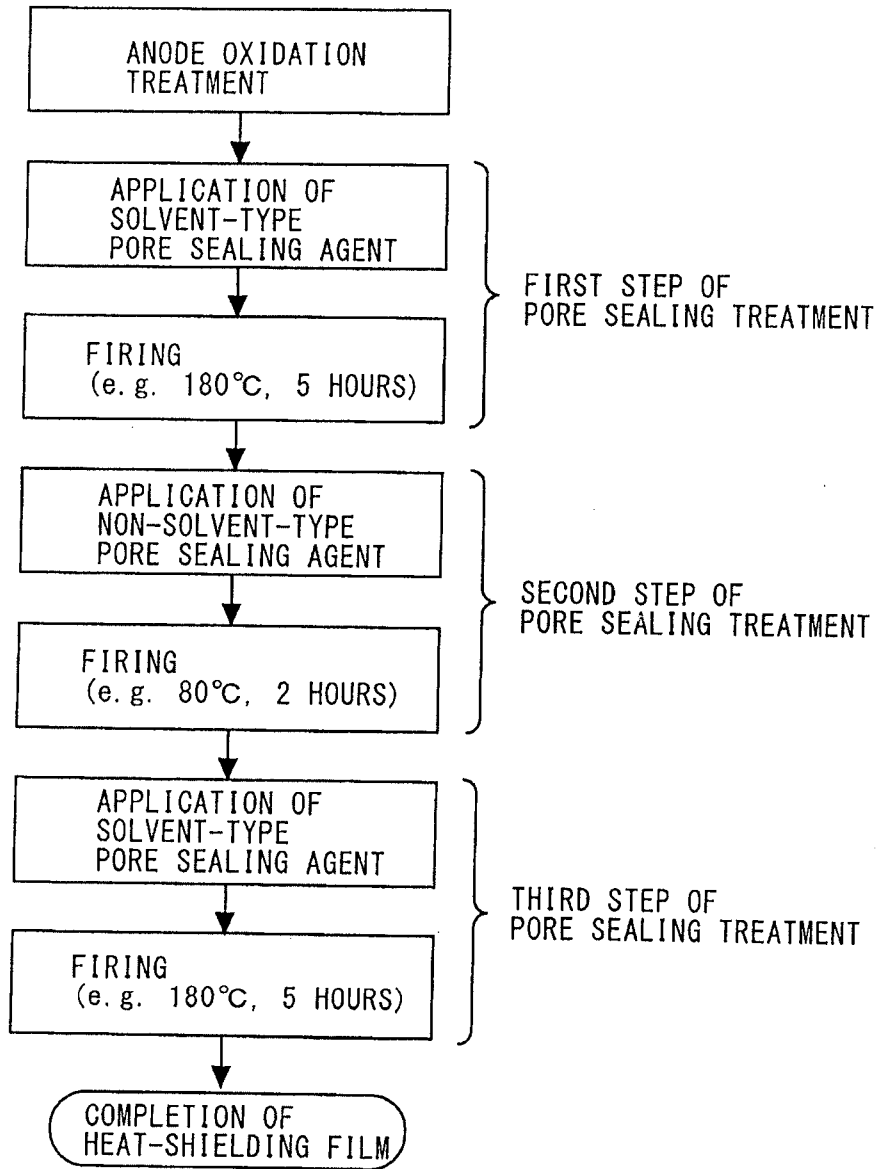 ANODE OXIDATION
TREATMENT
APPLICATION OF
SOLVENT-TYPE
PORE SEALING AGENT
FIRING
(e.g. 180℃, 5 HOURS)
FIRST STEP OF
PORE SEALING TREATMENT
APPLICATION OF
NON-SOLVENT-TYPE
PORE SEALING AGENT
FIRING
(e.g. 80℃, 2 HOURS)
SECOND STEP OF
PORE SEALING TREATMENT
APPLICATION OF
SOLVENT-TYPE
PORE SEALING AGENT
FIRING
(e.g. 180℃, 5 HOURS)
THIRD STEP OF
PORE SEALING TREATMENT
COMPLETION OF
HEAT-SHIELDING FILM